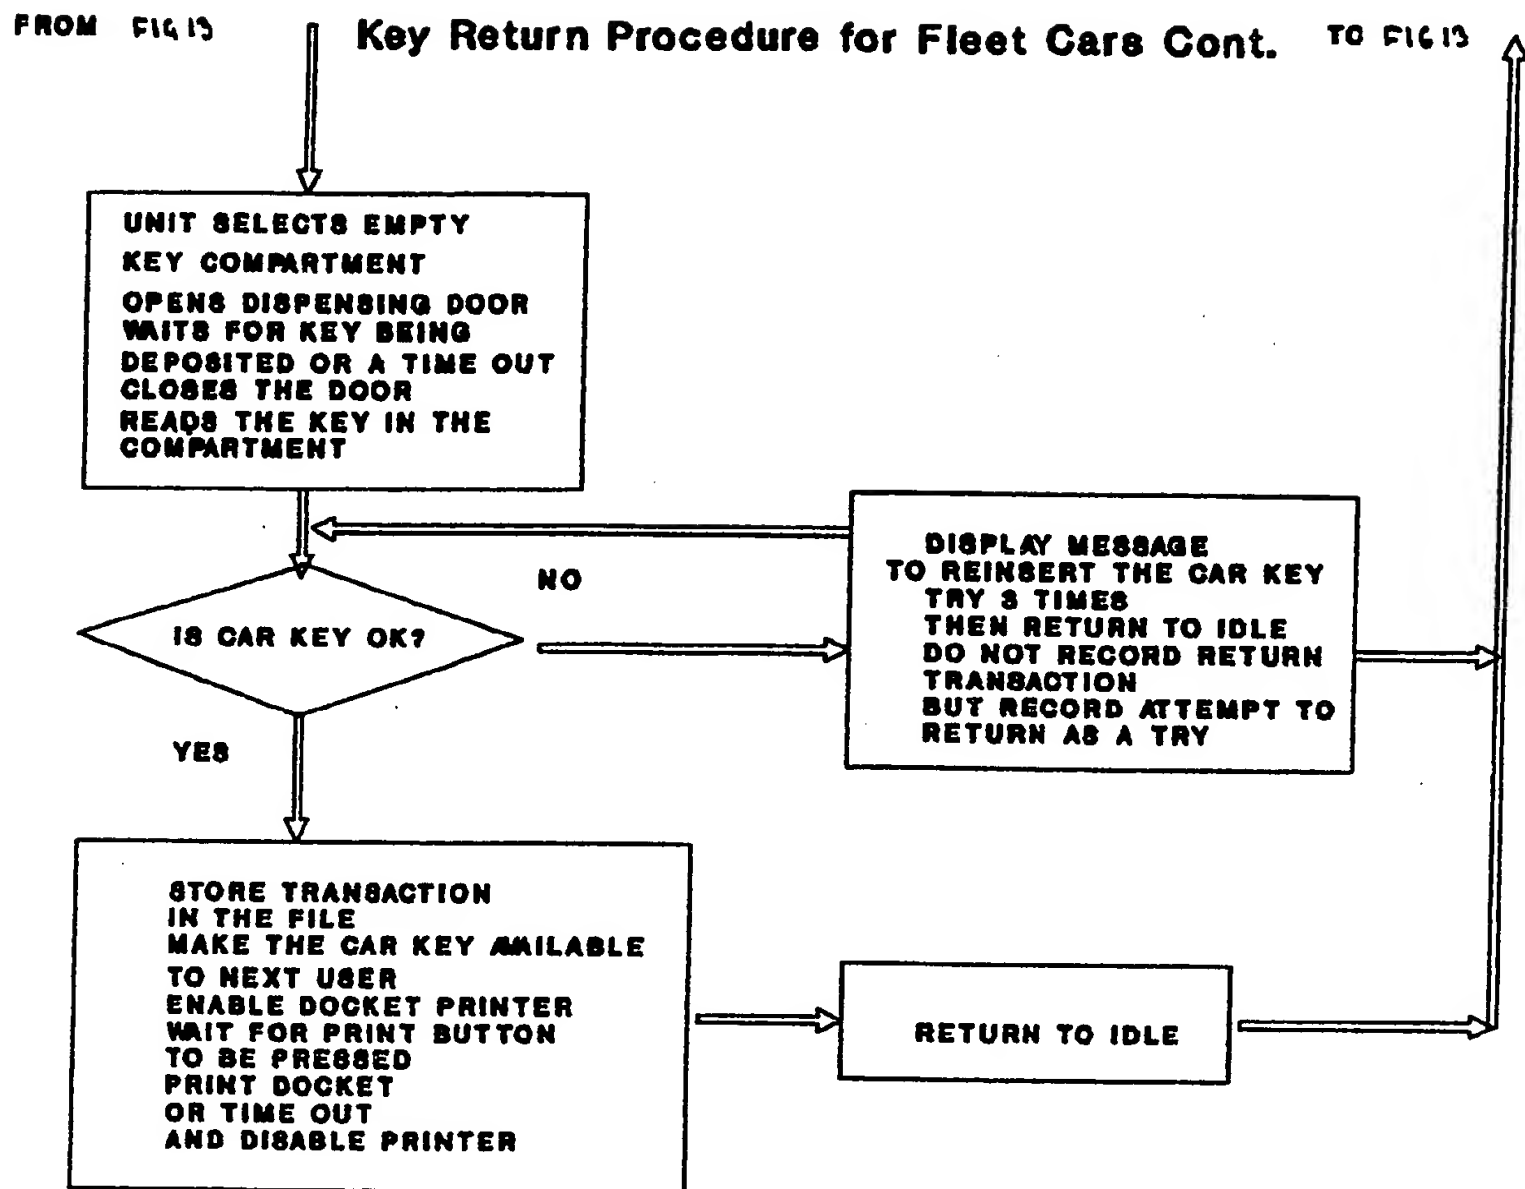 FROM FIG 13
Key Return Procedure for Fleet Cars Cont.
TO FIG 13
UNIT SELECTS EMPTY
KEY COMPARTMENT
OPENS DISPENSING DOOR
WAITS FOR KEY BEING
DEPOSITED OR A TIME OUT
CLOSES THE DOOR
READS THE KEY IN THE
COMPARTMENT
NO
DISPLAY MESSAGE
TO REINSERT THE CAR KEY
TRY 3 TIMES
THEN RETURN TO IDLE
DO NOT RECORD RETURN
TRANSACTION
BUT RECORD ATTEMPT TO
RETURN AS A TRY
IS CAR KEY OK?
YES
STORE TRANSACTION
IN THE FILE
MAKE THE CAR KEY AVAILABLE
TO NEXT USER
ENABLE DOCKET PRINTER
WAIT FOR PRINT BUTTON
TO BE PRESSED
PRINT DOCKET
OR TIME OUT
AND DISABLE PRINTER
RETURN TO IDLE